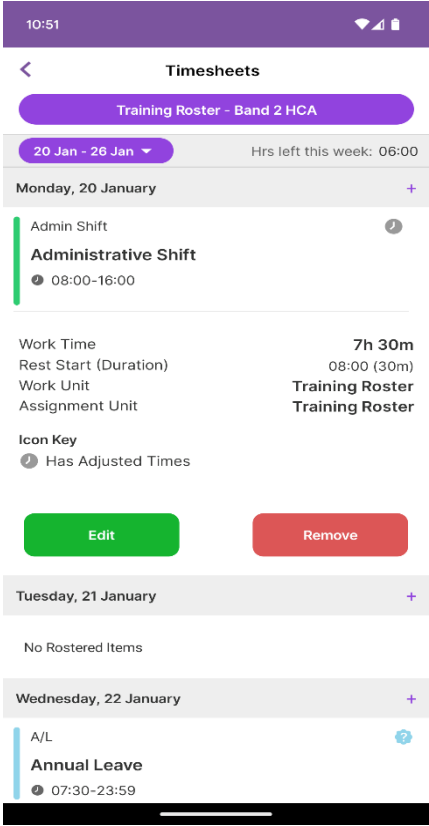 10:51
Timesheets
Training Roster - Band 2 HCA
20 Jan - 26 Jan Hrs left this week: 06:00
Monday, 20 January +
Admin Shift
Administrative Shift
08:00-16:00
Work Time 7h 30m
Rest Start (Duration) 08:00 (30m)
Work Unit Training Roster
Assignment Unit Training Roster
Icon Key
Has Adjusted Times
Edit Remove
Tuesday, 21 January +
No Rostered Items
Wednesday, 22 January +
A/L ?
Annual Leave
07:30-23:59